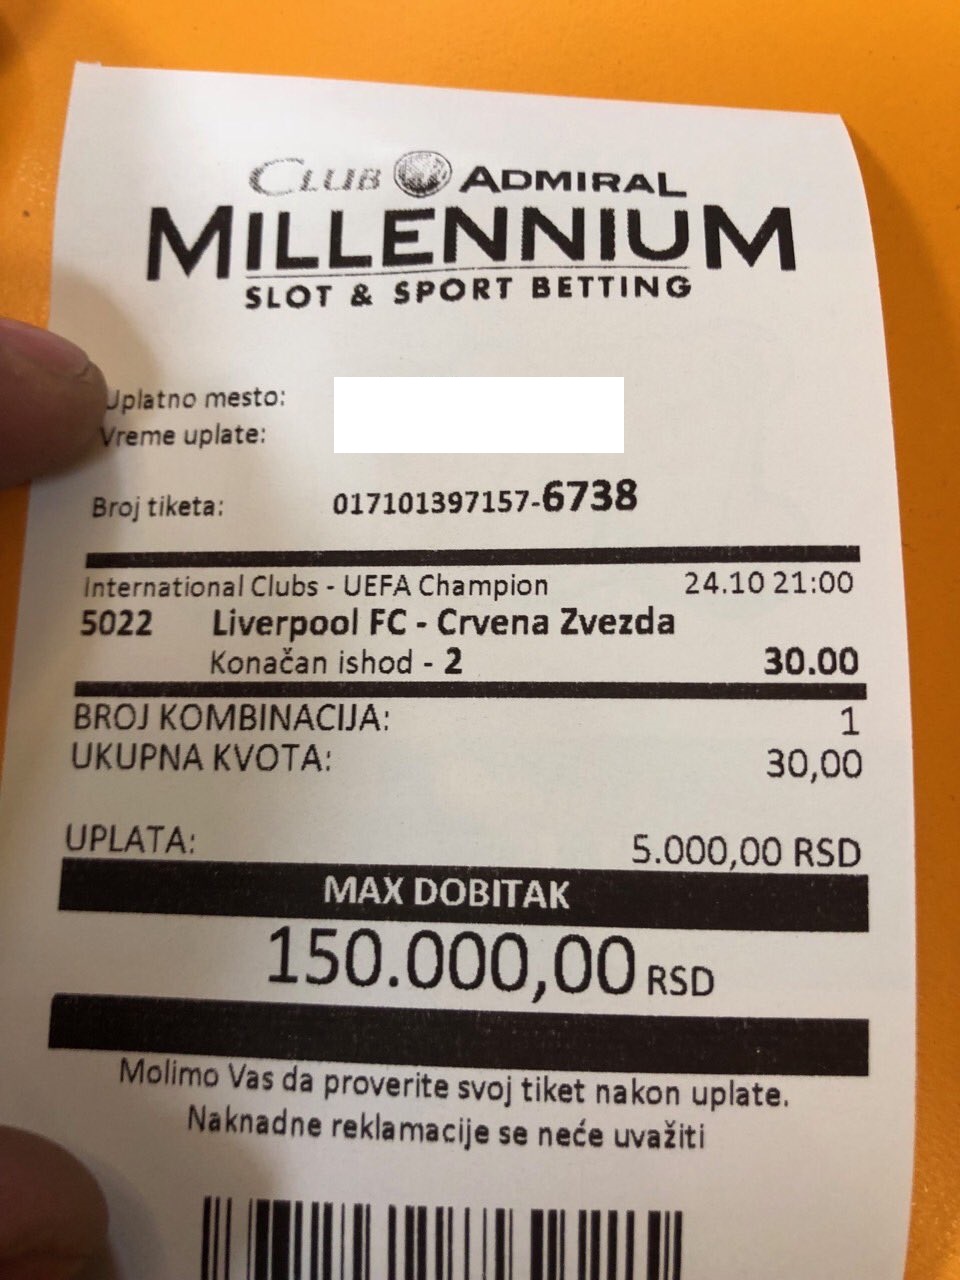 CLUB ADMIRAL
MILLENNIUM
SLOT & SPORT BETTING
Uplatno mesto:
Vreme uplate:
Broj tiketa: 017101397157-6738
International Clubs - UEFA Champion 24.10 21:00
5022 Liverpool FC - Crvena Zvezda
Konačan ishod - 2 30.00
BROJ KOMBINACIJA: 1
UKUPNA KVOTA: 30,00
UPLATA: 5.000,00 RSD
MAX DOBITAK
150.000,00 RSD
Molimo Vas da proverite svoj tiket nakon uplate.
Naknadne reklamacije se neće uvažiti